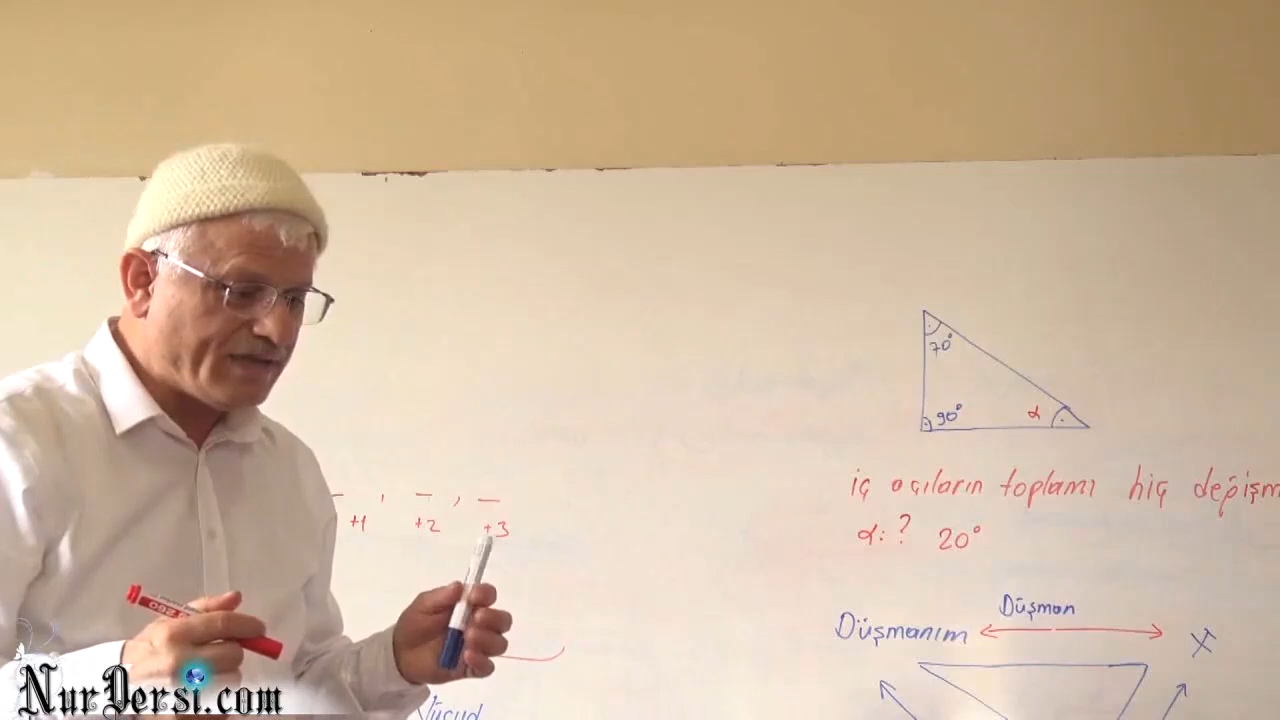 70°
90° α
iç açıların toplamı hiç değişm
α:? 20°
+1 +2 +3
Düşman
Düşmanım X
NurDersi.com